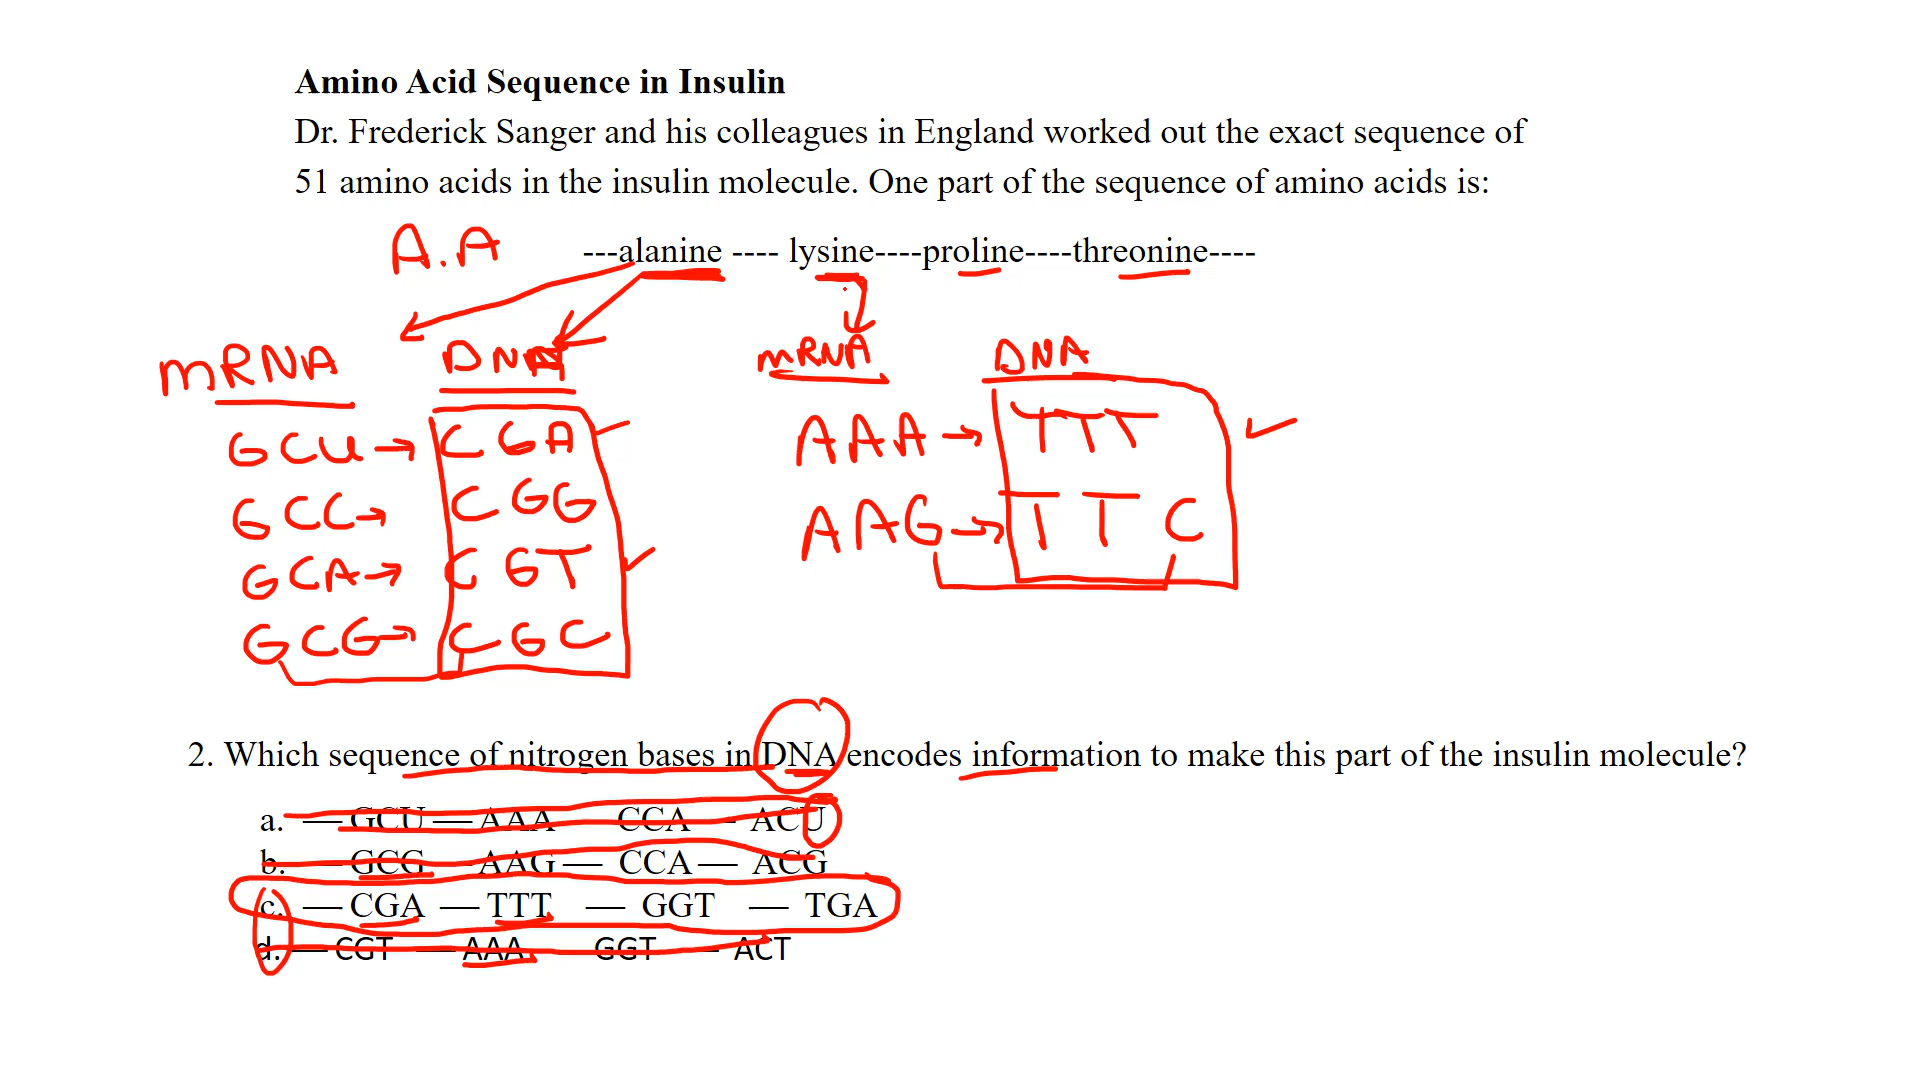 Amino Acid Sequence in Insulin
Dr. Frederick Sanger and his colleagues in England worked out the exact sequence of
51 amino acids in the insulin molecule. One part of the sequence of amino acids is:
A.A ---alanine ---- lysine----proline----threonine----
mRNA DNA mRNA DNA
GCU → CGA AAA → TTT
GCC → CGG AAG → TTC
GCA → CGT
GCG → CGC
2. Which sequence of nitrogen bases in DNA encodes information to make this part of the insulin molecule?
a. — GCU — AAA — CCA — ACU
b. — GCG — AAG — CCA — ACG
c. — CGA — TTT — GGT — TGA
d. — CGT — AAA — GGT — ACT